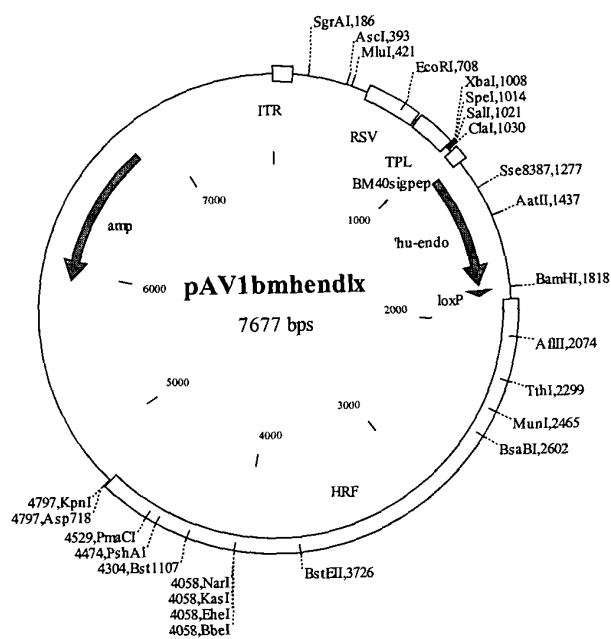 SgrAI,186
AscI,393
MluI,421
EcoRI,708
XbaI,1008
SpeI,1014
SalI,1021
ClaI,1030
ITR
RSV
TPL
BM40sigpep
Sse8387,1277
AatII,1437
7000
1000
amp
'hu-endo
6000
pAV1bmhendlx
7677 bps
2000
loxP
BamHI,1818
AflII,2074
TthI,2299
MunI,2465
BsaBI,2602
5000
3000
4000
HRF
4797,KpnI
4797,Asp718
4529,PmaCI
4474,PshAI
4304,Bst1107
4058,NarI
4058,KasI
4058,EheI
4058,BbeI
BstEII,3726